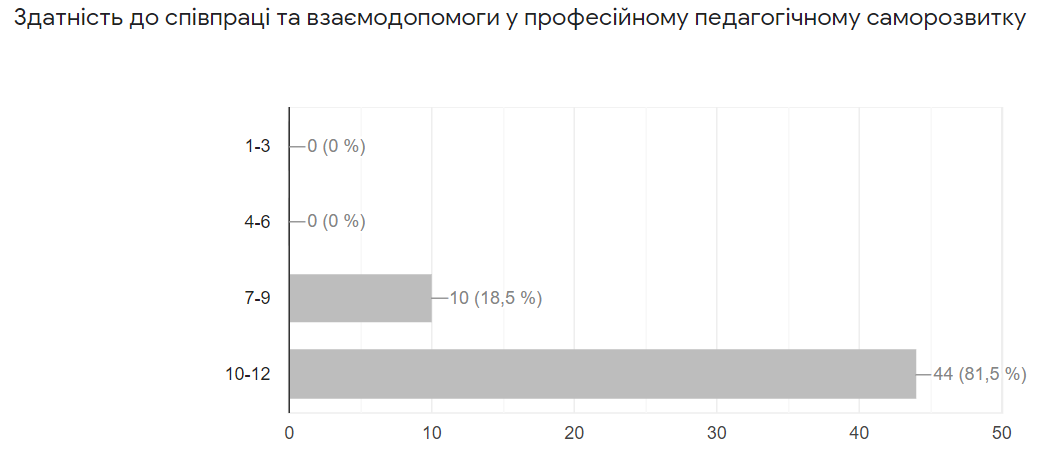 Здатність до співпраці та взаємодопомоги у професійному педагогічному саморозвитку
1-3 0 (0 %)
4-6 0 (0 %)
7-9 10 (18,5 %)
10-12 44 (81,5 %)
0 10 20 30 40 50